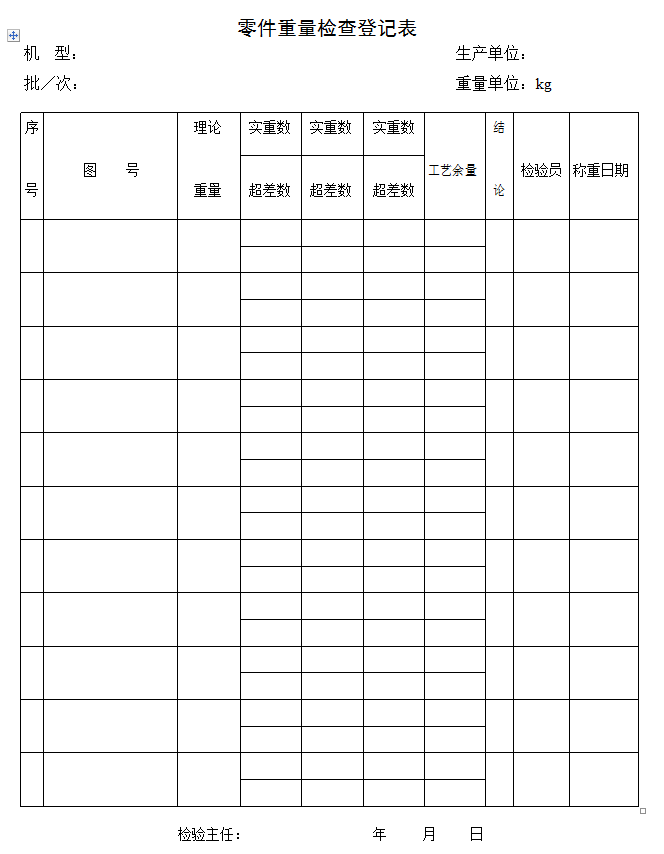 零件重量检查登记表
机 型： 生产单位：
批／次： 重量单位：kg
序 理论 实重数 实重数 实重数 结
图 号 工艺余量 检验员 称重日期
号 重量 超差数 超差数 超差数 论
检验主任： 年 月 日